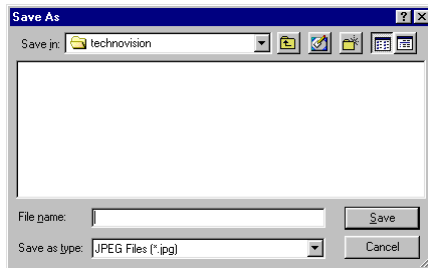 Save As
Save in: technovision
File name:
Save
Save as type: JPEG Files (*.jpg)
Cancel